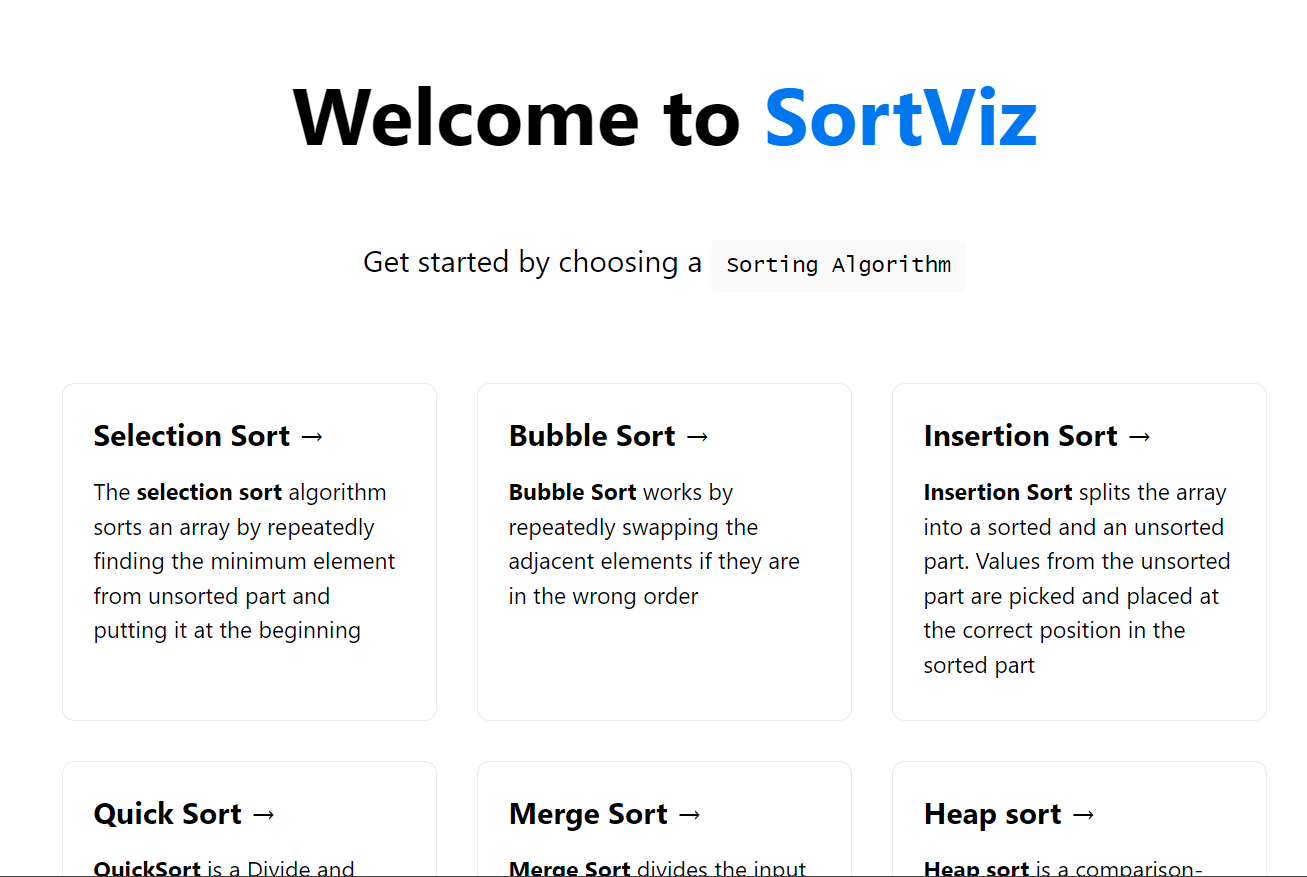 Welcome to SortViz
Get started by choosing a Sorting Algorithm
Selection Sort →
The selection sort algorithm
sorts an array by repeatedly
finding the minimum element
from unsorted part and
putting it at the beginning
Bubble Sort →
Bubble Sort works by
repeatedly swapping the
adjacent elements if they are
in the wrong order
Insertion Sort →
Insertion Sort splits the array
into a sorted and an unsorted
part. Values from the unsorted
part are picked and placed at
the correct position in the
sorted part
Quick Sort →
QuickSort is a Divide and
Merge Sort →
Merge Sort divides the input
Heap sort →
Heap sort is a comparison-